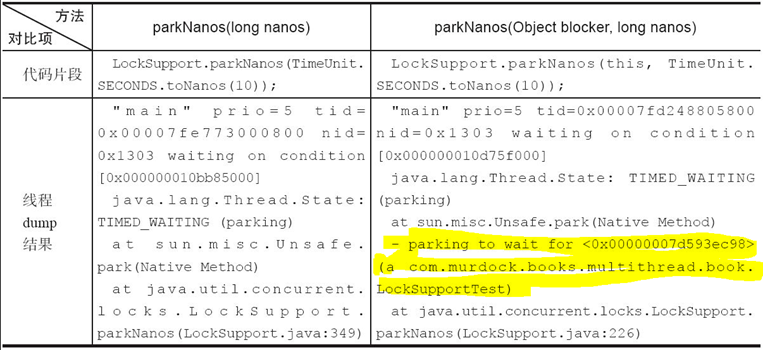 方法
对比项
parkNanos(long nanos)
parkNanos(Object blocker, long nanos)
代码片段
LockSupport.parkNanos(TimeUnit.
SECONDS.toNanos(10));
LockSupport.parkNanos(this, TimeUnit.
SECONDS.toNanos(10));
线程
dump
结果
"main" prio=5 tid=
0x00007fe773000800 nid=
0x1303 waiting on condition
[0x000000010bb85000]
java.lang.Thread.State:
TIMED_WAITING (parking)
at sun.misc.Unsafe.
park(Native Method)
at java.util.concurrent.
locks.LockSupport.
parkNanos(LockSupport.java:349)
"main" prio=5 tid=0x00007fd248805800
nid=0x1303 waiting on condition
[0x000000010d75f000]
java.lang.Thread.State: TIMED_WAITING
(parking)
at sun.misc.Unsafe.park(Native Method)
- parking to wait for <0x00000007d593ec98>
(a com.murdock.books.multithread.book.
LockSupportTest)
at java.util.concurrent.locks.LockSupport.
parkNanos(LockSupport.java:226)